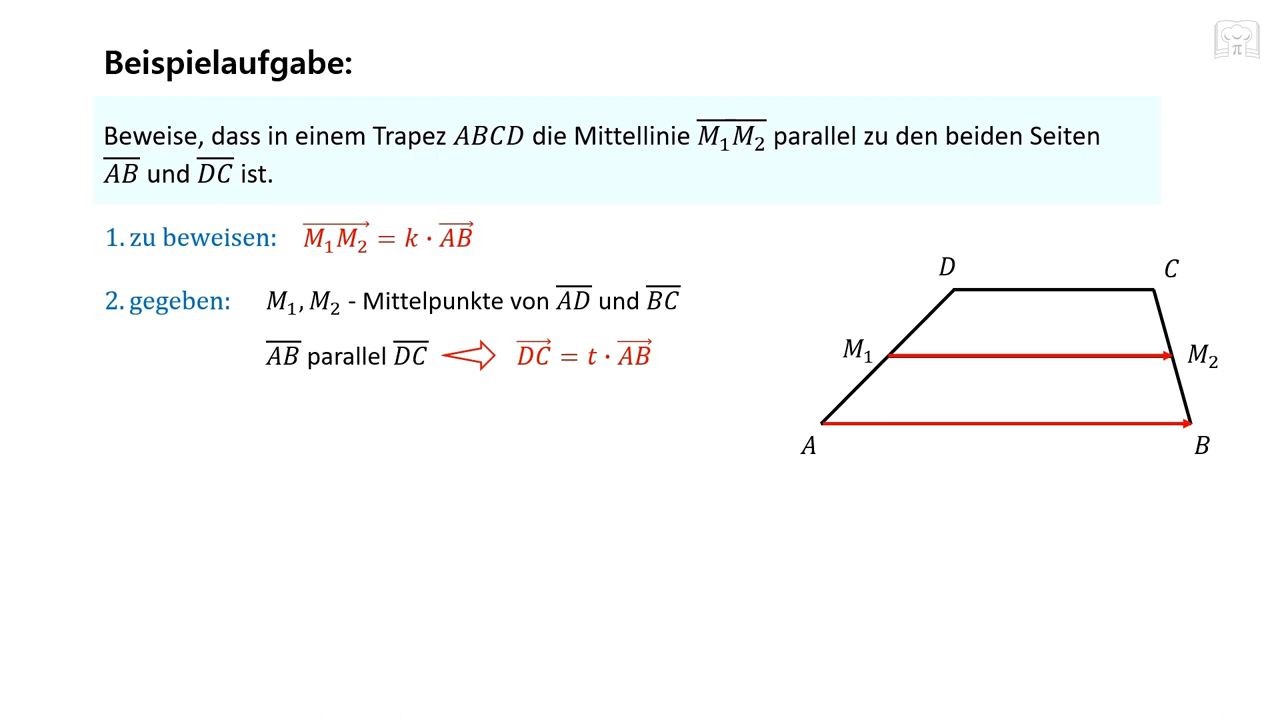 Beispielaufgabe:
Beweise, dass in einem Trapez ABCD die Mittellinie M₁M₂ parallel zu den beiden Seiten
AB und DC ist.
1. zu beweisen: M₁M₂ = k · AB
2. gegeben: M₁, M₂ - Mittelpunkte von AD und BC
AB parallel DC DC = t · AB
D
C
M₁
M₂
A
B
π